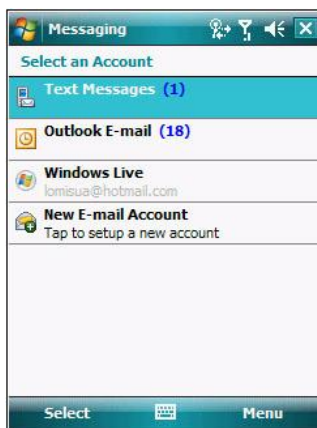 Messaging
Select an Account
Text Messages (1)
Outlook E-mail (18)
Windows Live
lomisua@hotmail.com
New E-mail Account
Tap to setup a new account
Select Menu